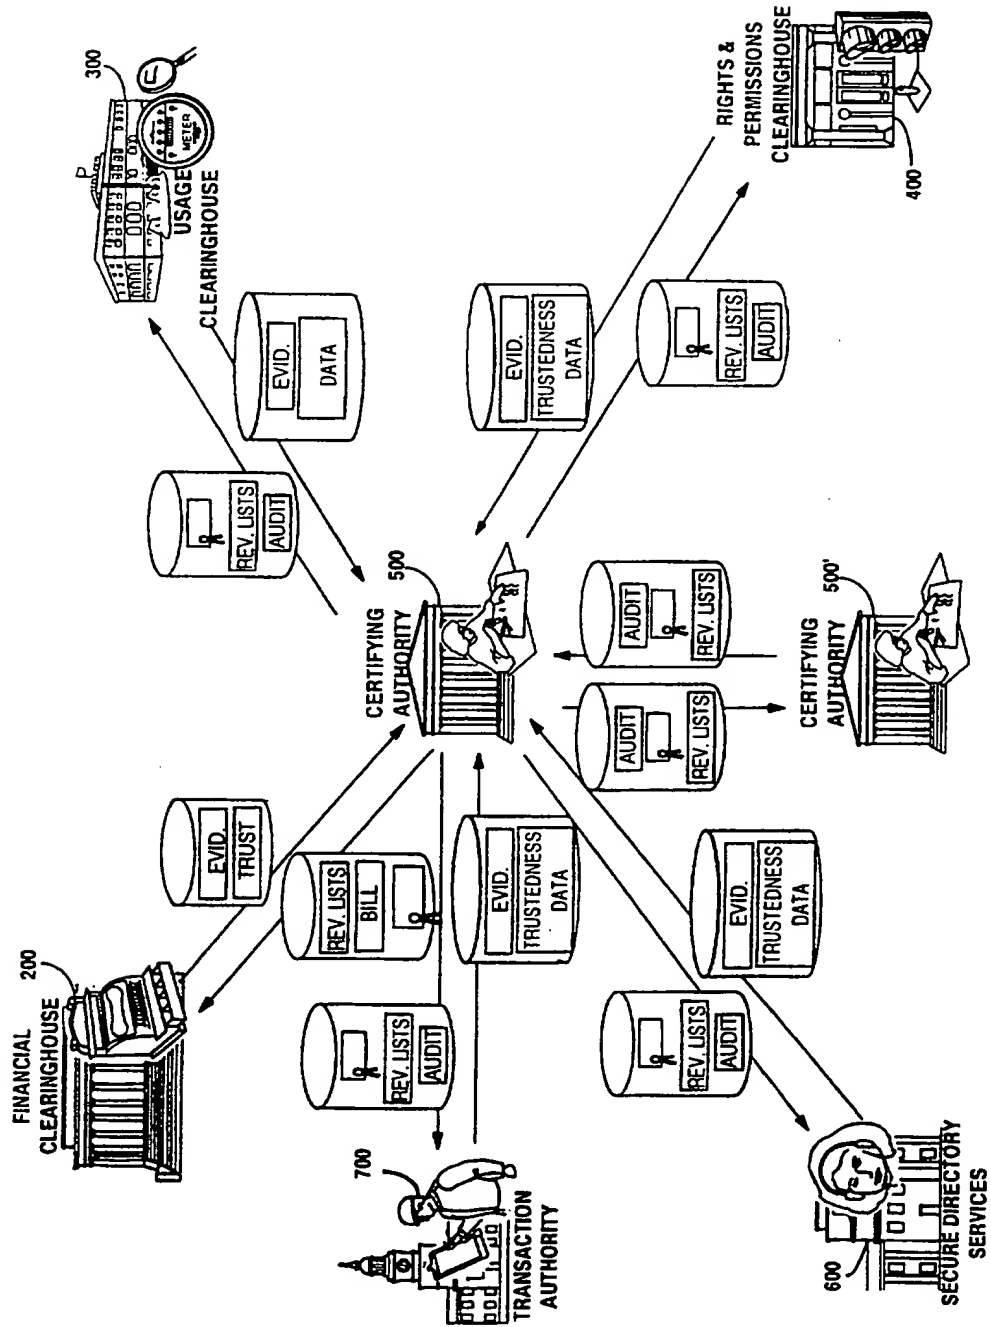 FINANCIAL
CLEARINGHOUSE
200
300
METER
USAGE
CLEARINGHOUSE
EVID.
TRUST
REV. LISTS
AUDIT
EVID.
DATA
REV. LISTS
BILL
CERTIFYING
AUTHORITY
500
700
TRANSACTION
AUTHORITY
REV. LISTS
AUDIT
EVID.
TRUSTEDNESS
DATA
EVID.
TRUSTEDNESS
DATA
AUDIT
REV. LISTS
AUDIT
REV. LISTS
REV. LISTS
AUDIT
RIGHTS &
PERMISSIONS
CLEARINGHOUSE
400
REV. LISTS
AUDIT
EVID.
TRUSTEDNESS
DATA
CERTIFYING
AUTHORITY
500'
600
SECURE DIRECTORY
SERVICES